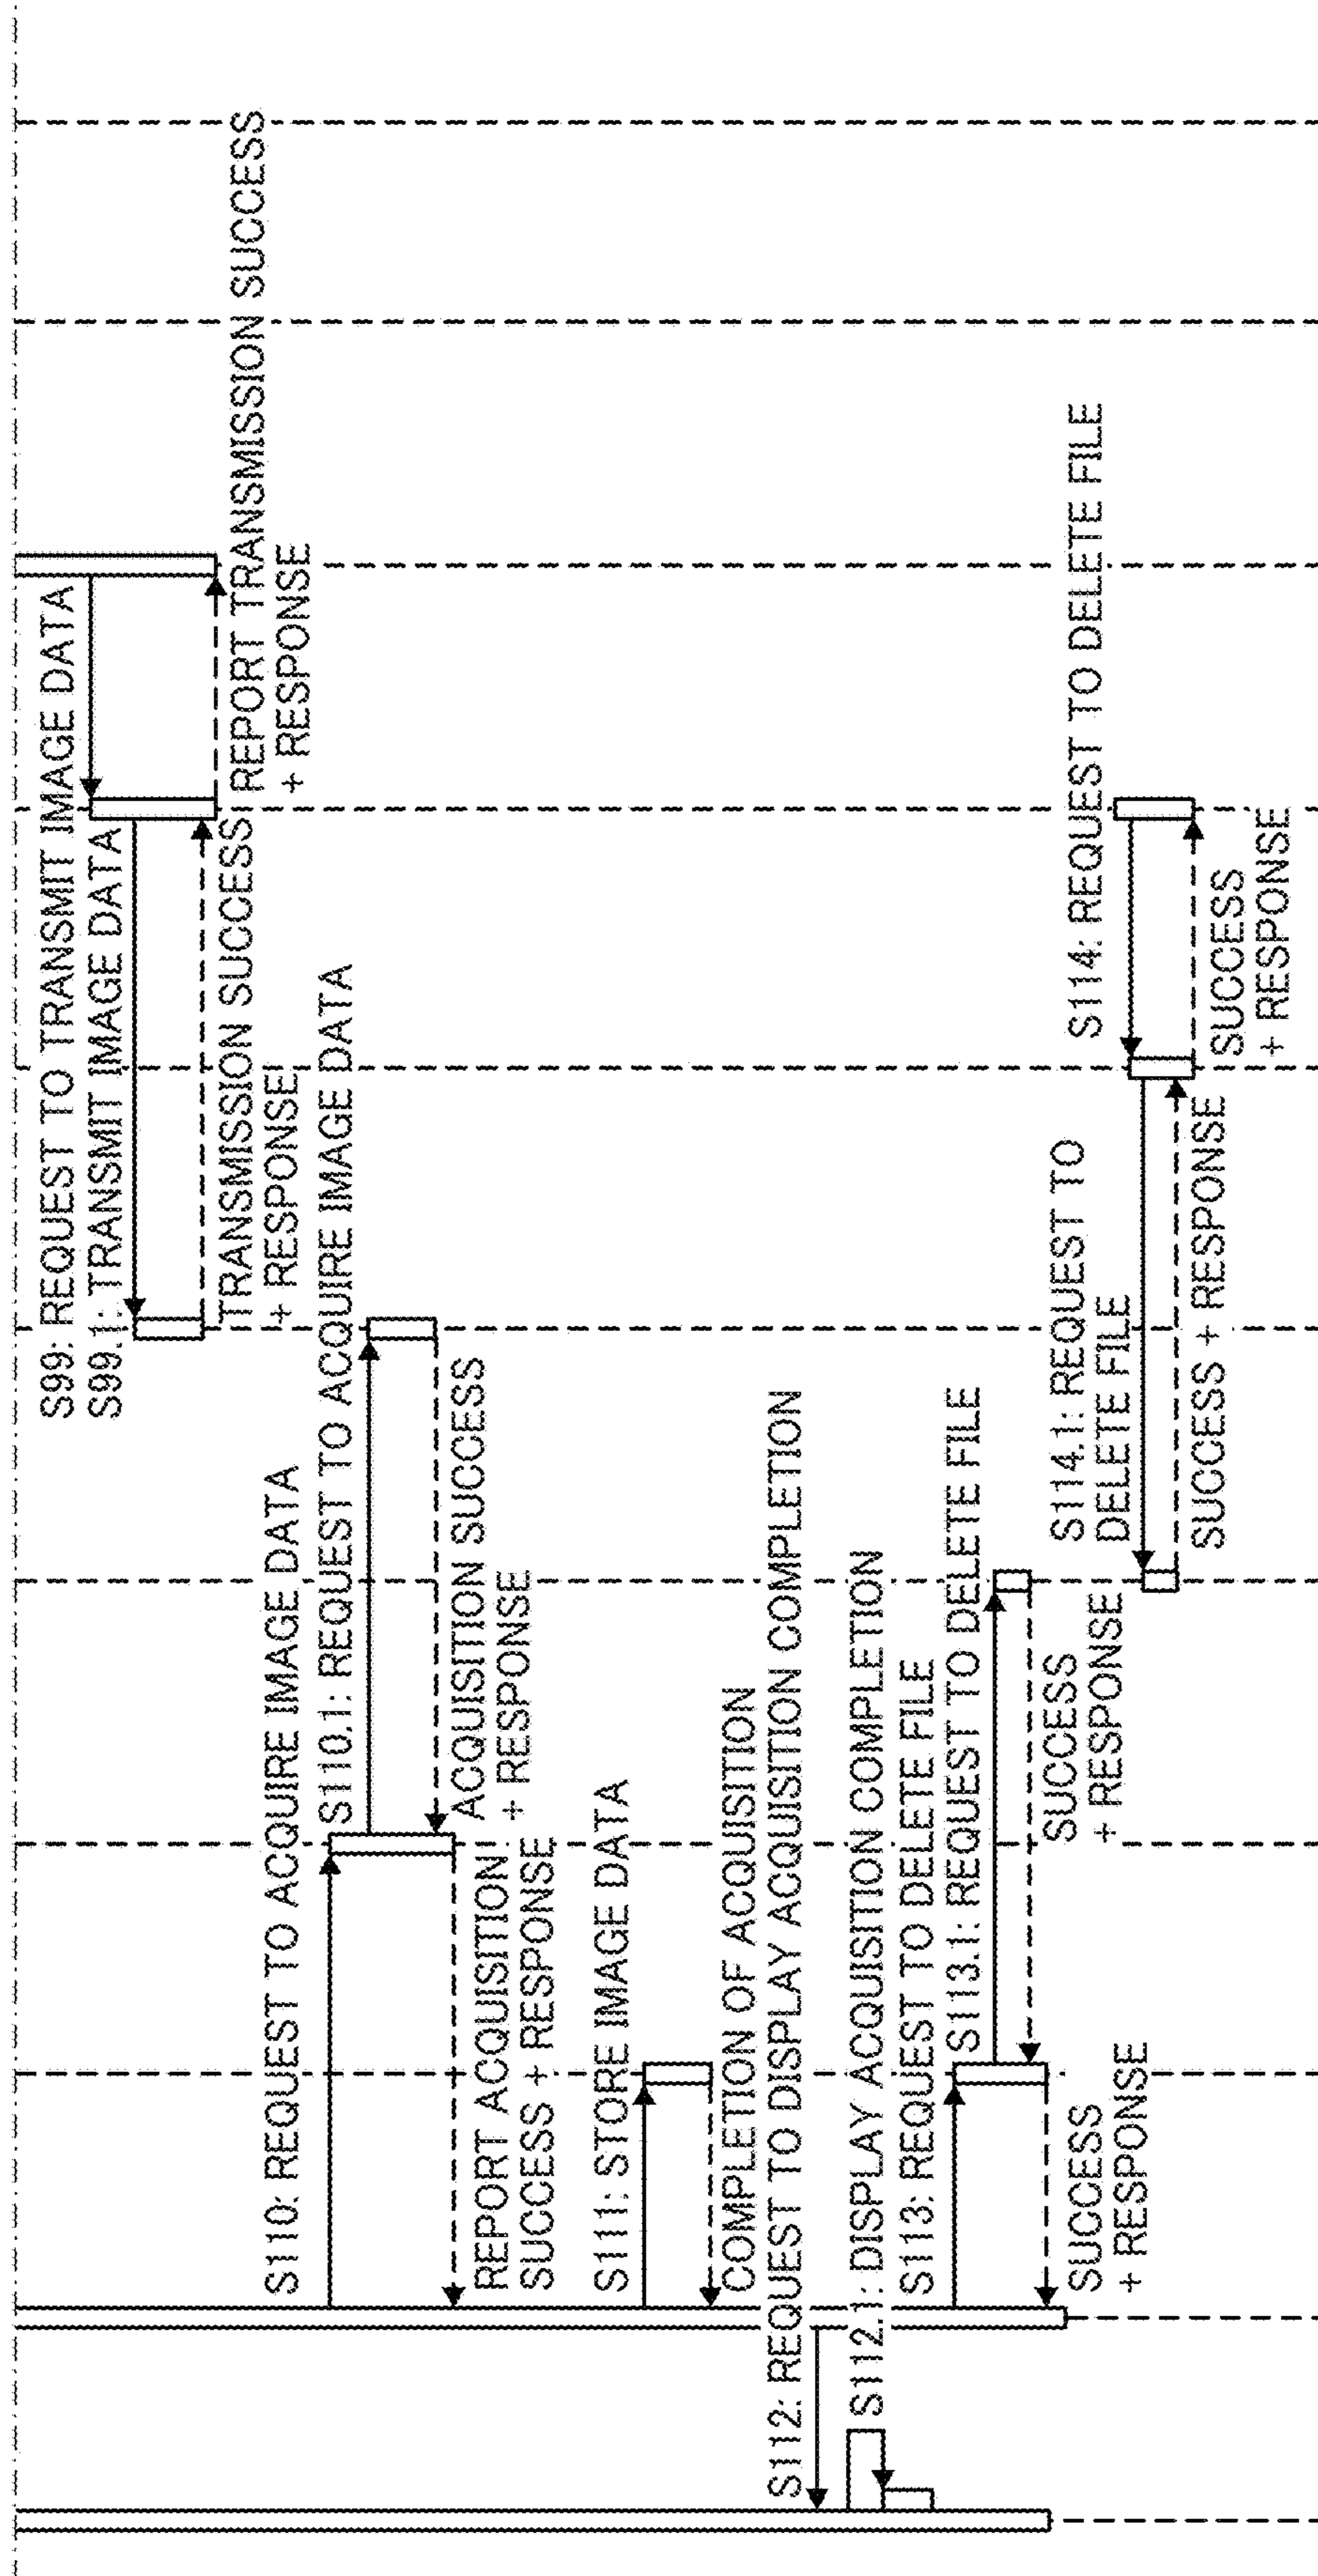 S99: REQUEST TO TRANSMIT IMAGE DATA
S99.1: TRANSMIT IMAGE DATA
TRANSMISSION SUCCESS
+ RESPONSE
REPORT TRANSMISSION SUCCESS
+ RESPONSE
S110: REQUEST TO ACQUIRE IMAGE DATA
S110.1: REQUEST TO ACQUIRE IMAGE DATA
ACQUISITION SUCCESS
+ RESPONSE
REPORT ACQUISITION
SUCCESS + RESPONSE
S111: STORE IMAGE DATA
COMPLETION OF ACQUISITION
S112: REQUEST TO DISPLAY ACQUISITION COMPLETION
S112.1: DISPLAY ACQUISITION COMPLETION
S113: REQUEST TO DELETE FILE
S113.1: REQUEST TO DELETE FILE
SUCCESS
+ RESPONSE
SUCCESS
+ RESPONSE
S114: REQUEST TO DELETE FILE
S114.1: REQUEST TO
DELETE FILE
SUCCESS + RESPONSE
SUCCESS
+ RESPONSE